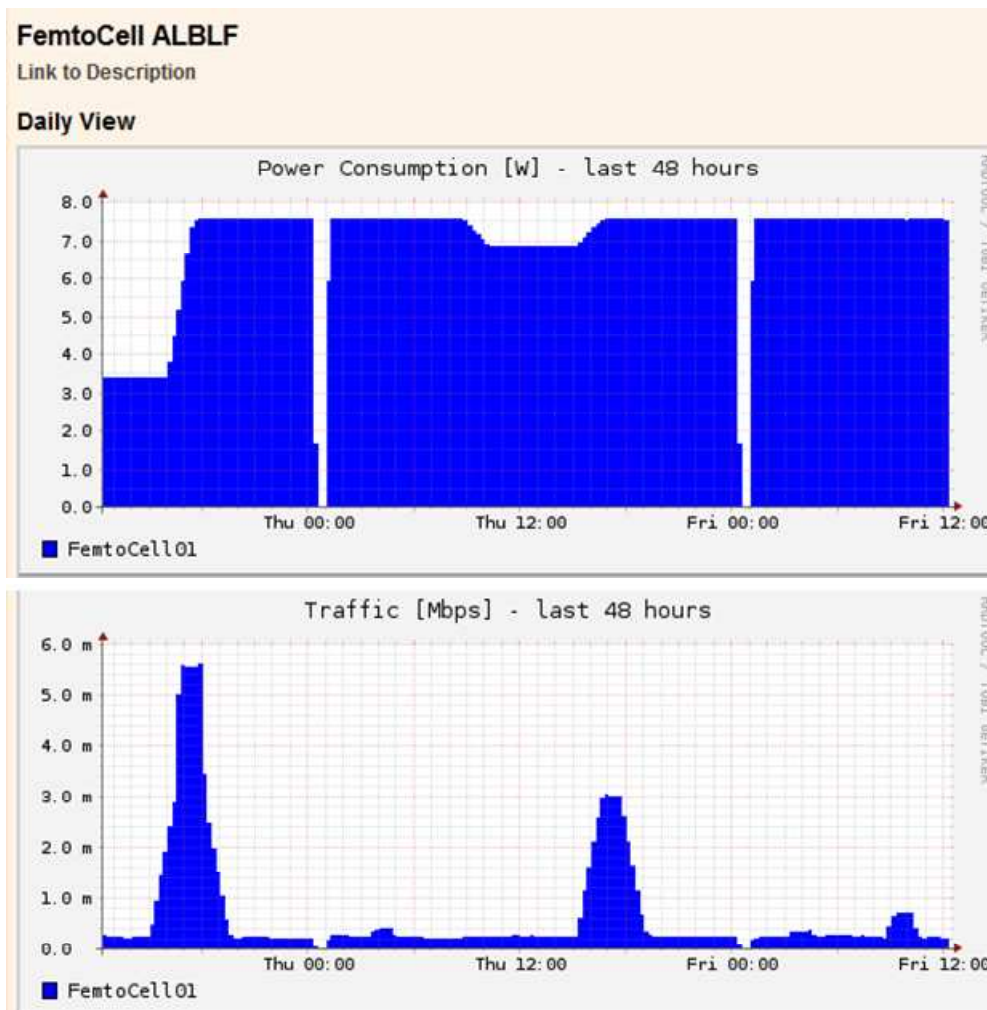 FemtoCell ALBLF
Link to Description
Daily View
Power Consumption [W] - last 48 hours
8.0
7.0
6.0
5.0
4.0
3.0
2.0
1.0
0.0
Thu 00:00 Thu 12:00 Fri 00:00 Fri 12:00
FemtoCell01
Traffic [Mbps] - last 48 hours
6.0 m
5.0 m
4.0 m
3.0 m
2.0 m
1.0 m
0.0
Thu 00:00 Thu 12:00 Fri 00:00 Fri 12:00
FemtoCell01